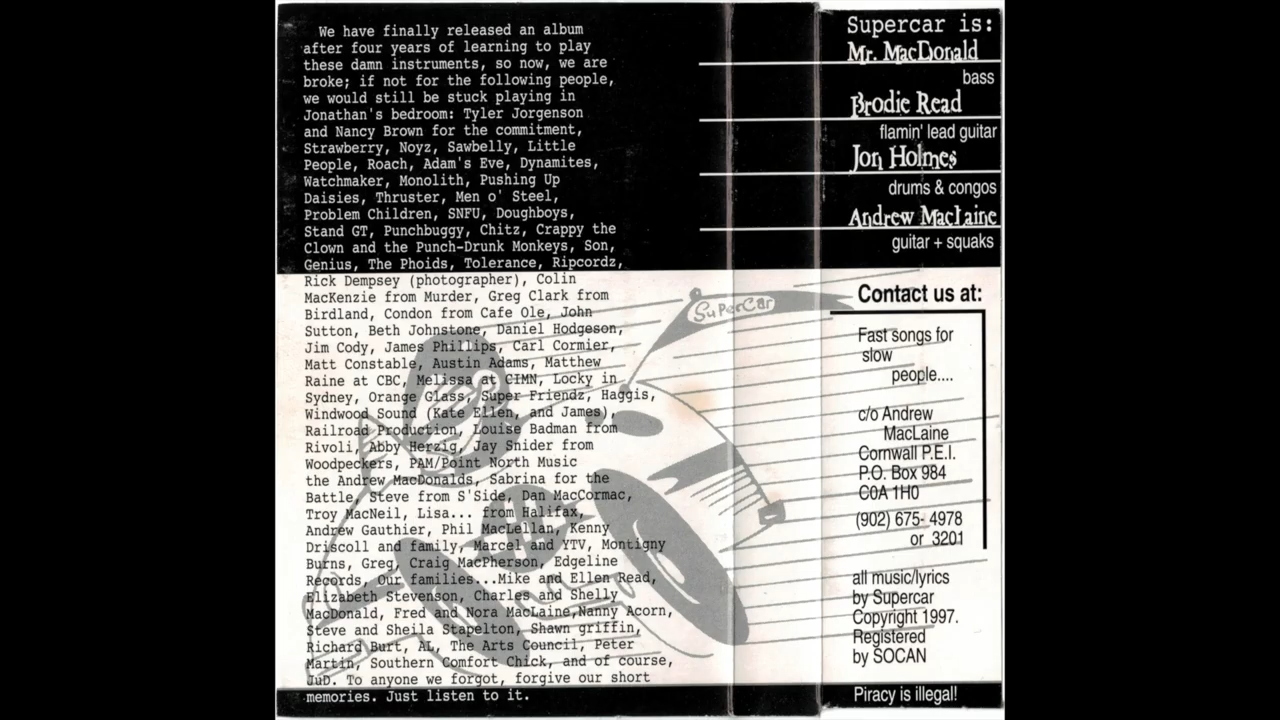 We have finally released an album
after four years of learning to play
these damn instruments, so now, we are
broke; if not for the following people,
we would still be stuck playing in
Jonathan's bedroom: Tyler Jorgenson
and Nancy Brown for the commitment,
Strawberry, Noyz, Sawbelly, Little
People, Roach, Adam's Eve, Dynamites,
Watchmaker, Monolith, Pushing Up
Daisies, Thruster, Men o' Steel,
Problem Children, SNFU, Doughboys,
Stand GT, Punchbuggy, Chitz, Crappy the
Clown and the Punch-Drunk Monkeys, Son,
Genius, The Phoids, Tolerance, Ripcordz,
Rick Dempsey (photographer), Colin
MacKenzie from Murder, Greg Clark from
Birdland, Condon from Cafe Ole, John
Sutton, Beth Johnstone, Daniel Hodgeson,
Jim Cody, James Phillips, Carl Cormier,
Matt Constable, Austin Adams, Matthew
Raine at CBC, Melissa at CIMN, Locky in
Sydney, Orange Glass, Super Friendz, Haggis,
Windwood Sound (Kate Ellen, and James),
Railroad Production, Louise Badman from
Rivoli, Abby Herzig, Jay Snider from
Woodpeckers, PAM/Point North Music
the Andrew MacDonalds, Sabrina for the
Battle, Steve from S'Side, Dan MacCormac,
Troy MacNeil, Lisa... from Halifax,
Andrew Gauthier, Phil MacLellan, Kenny
Driscoll and family, Marcel and YTV, Montigny
Burns, Greg, Craig MacPherson, Edgeline
Records, Our families...Mike and Ellen Read,
Elizabeth Stevenson, Charles and Shelly
MacDonald, Fred and Nora MacLaine,Nanny Acorn,
Steve and Sheila Stapelton, Shawn griffin,
Richard Burt, AL, The Arts Council, Peter
Martin, Southern Comfort Chick, and of course,
JuD. To anyone we forgot, forgive our short
memories. Just listen to it.
SuPerCar
Supercar is:
Mr. MacDonald
bass
Brodie Read
flamin' lead guitar
Jon Holmes
drums & congos
Andrew MacLaine
guitar + squaks
Contact us at:
Fast songs for
slow
people....
c/o Andrew
MacLaine
Cornwall P.E.I.
P.O. Box 984
C0A 1H0
(902) 675- 4978
or 3201
all music/lyrics
by Supercar
Copyright 1997.
Registered
by SOCAN
Piracy is illegal!